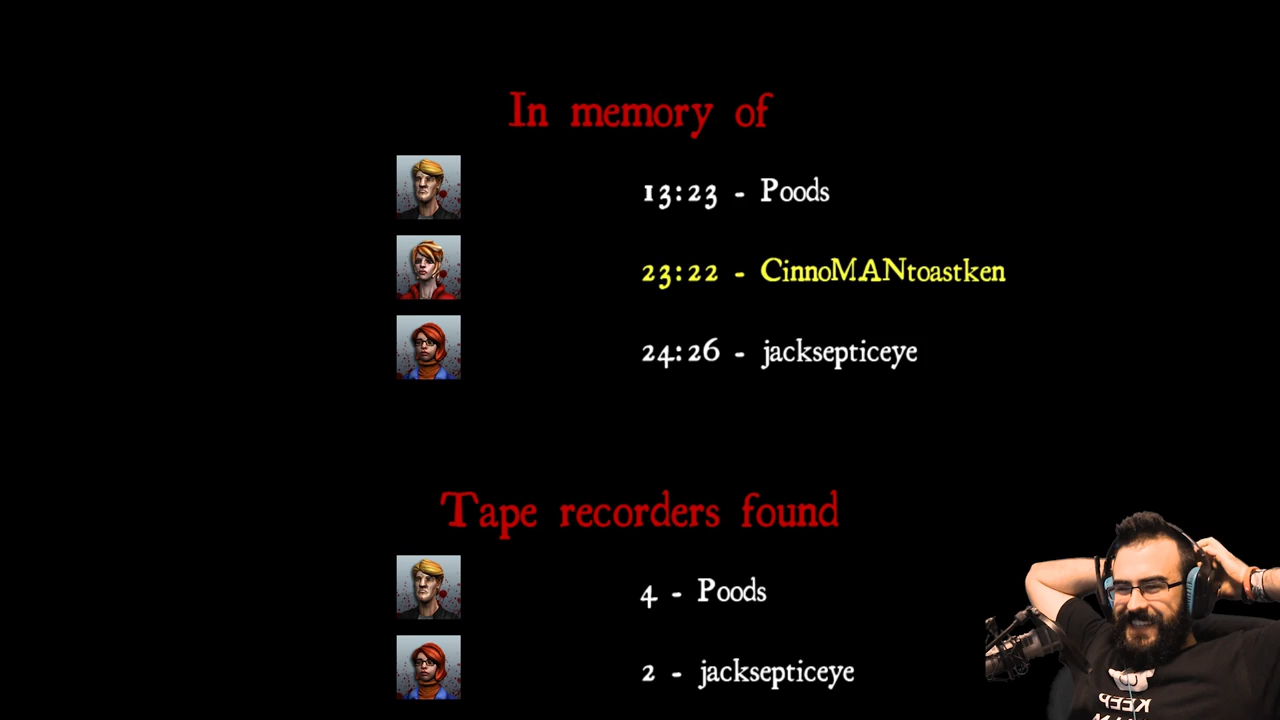 In memory of
13:23 - Poods
23:22 - CinnoMANtoastken
24:26 - jacksepticeye
Tape recorders found
4 - Poods
2 - jacksepticeye
KEEP